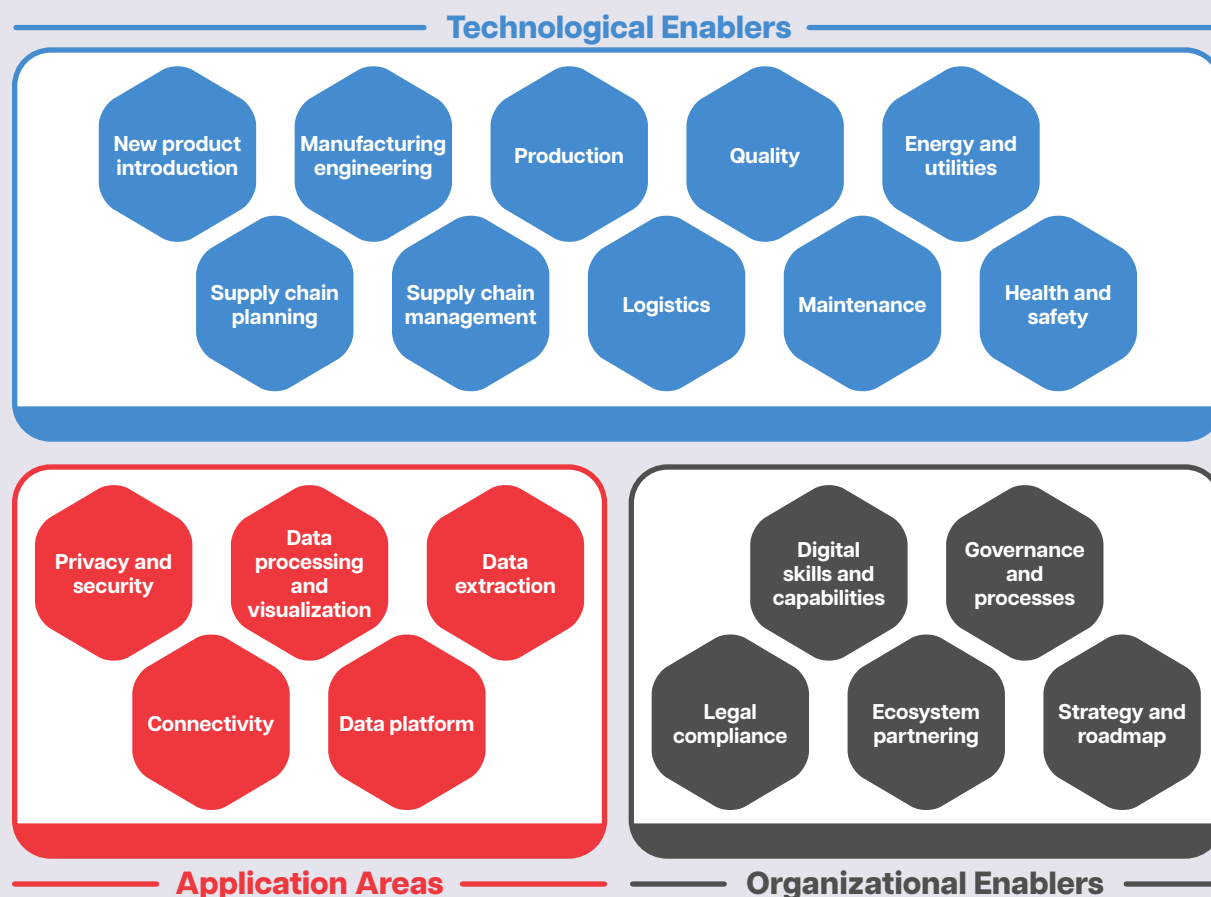 Technological Enablers
New product
introduction
Manufacturing
engineering
Production
Quality
Energy and
utilities
Supply chain
planning
Supply chain
management
Logistics
Maintenance
Health and
safety
Privacy and
security
Data
processing
and
visualization
Data
extraction
Connectivity
Data platform
Application Areas
Digital
skills and
capabilities
Governance
and
processes
Legal
compliance
Ecosystem
partnering
Strategy and
roadmap
Organizational Enablers